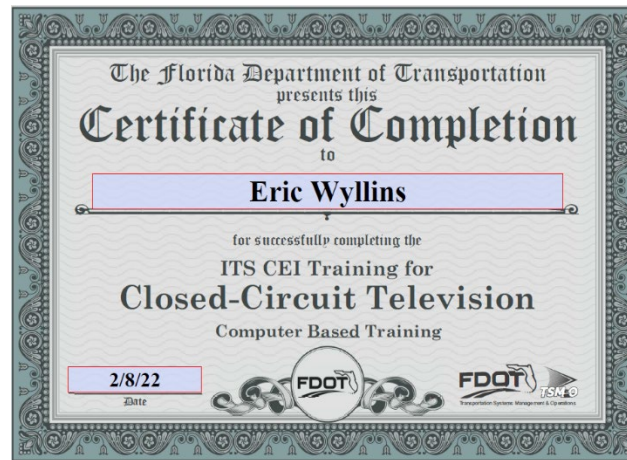 The Florida Department of Transportation
presents this
Certificate of Completion
to
Eric Wyllins
for successfully completing the
ITS CEI Training for
Closed-Circuit Television
Computer Based Training
2/8/22
Date
FDOT
FDOT
TSM&O
Transportation Systems Management & Operations